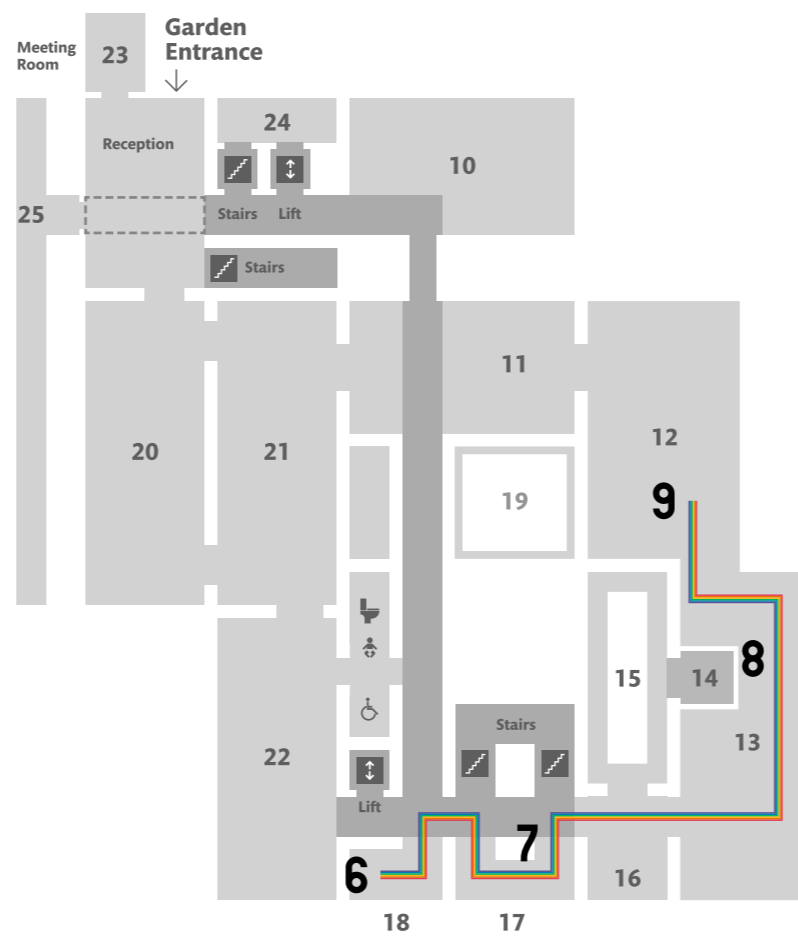 Garden
Entrance
Meeting
Room
23
Reception
24
10
25
Stairs
Lift
Stairs
11
12
20
21
19
9
8
15
14
13
Stairs
22
Lift
7
6
16
18
17